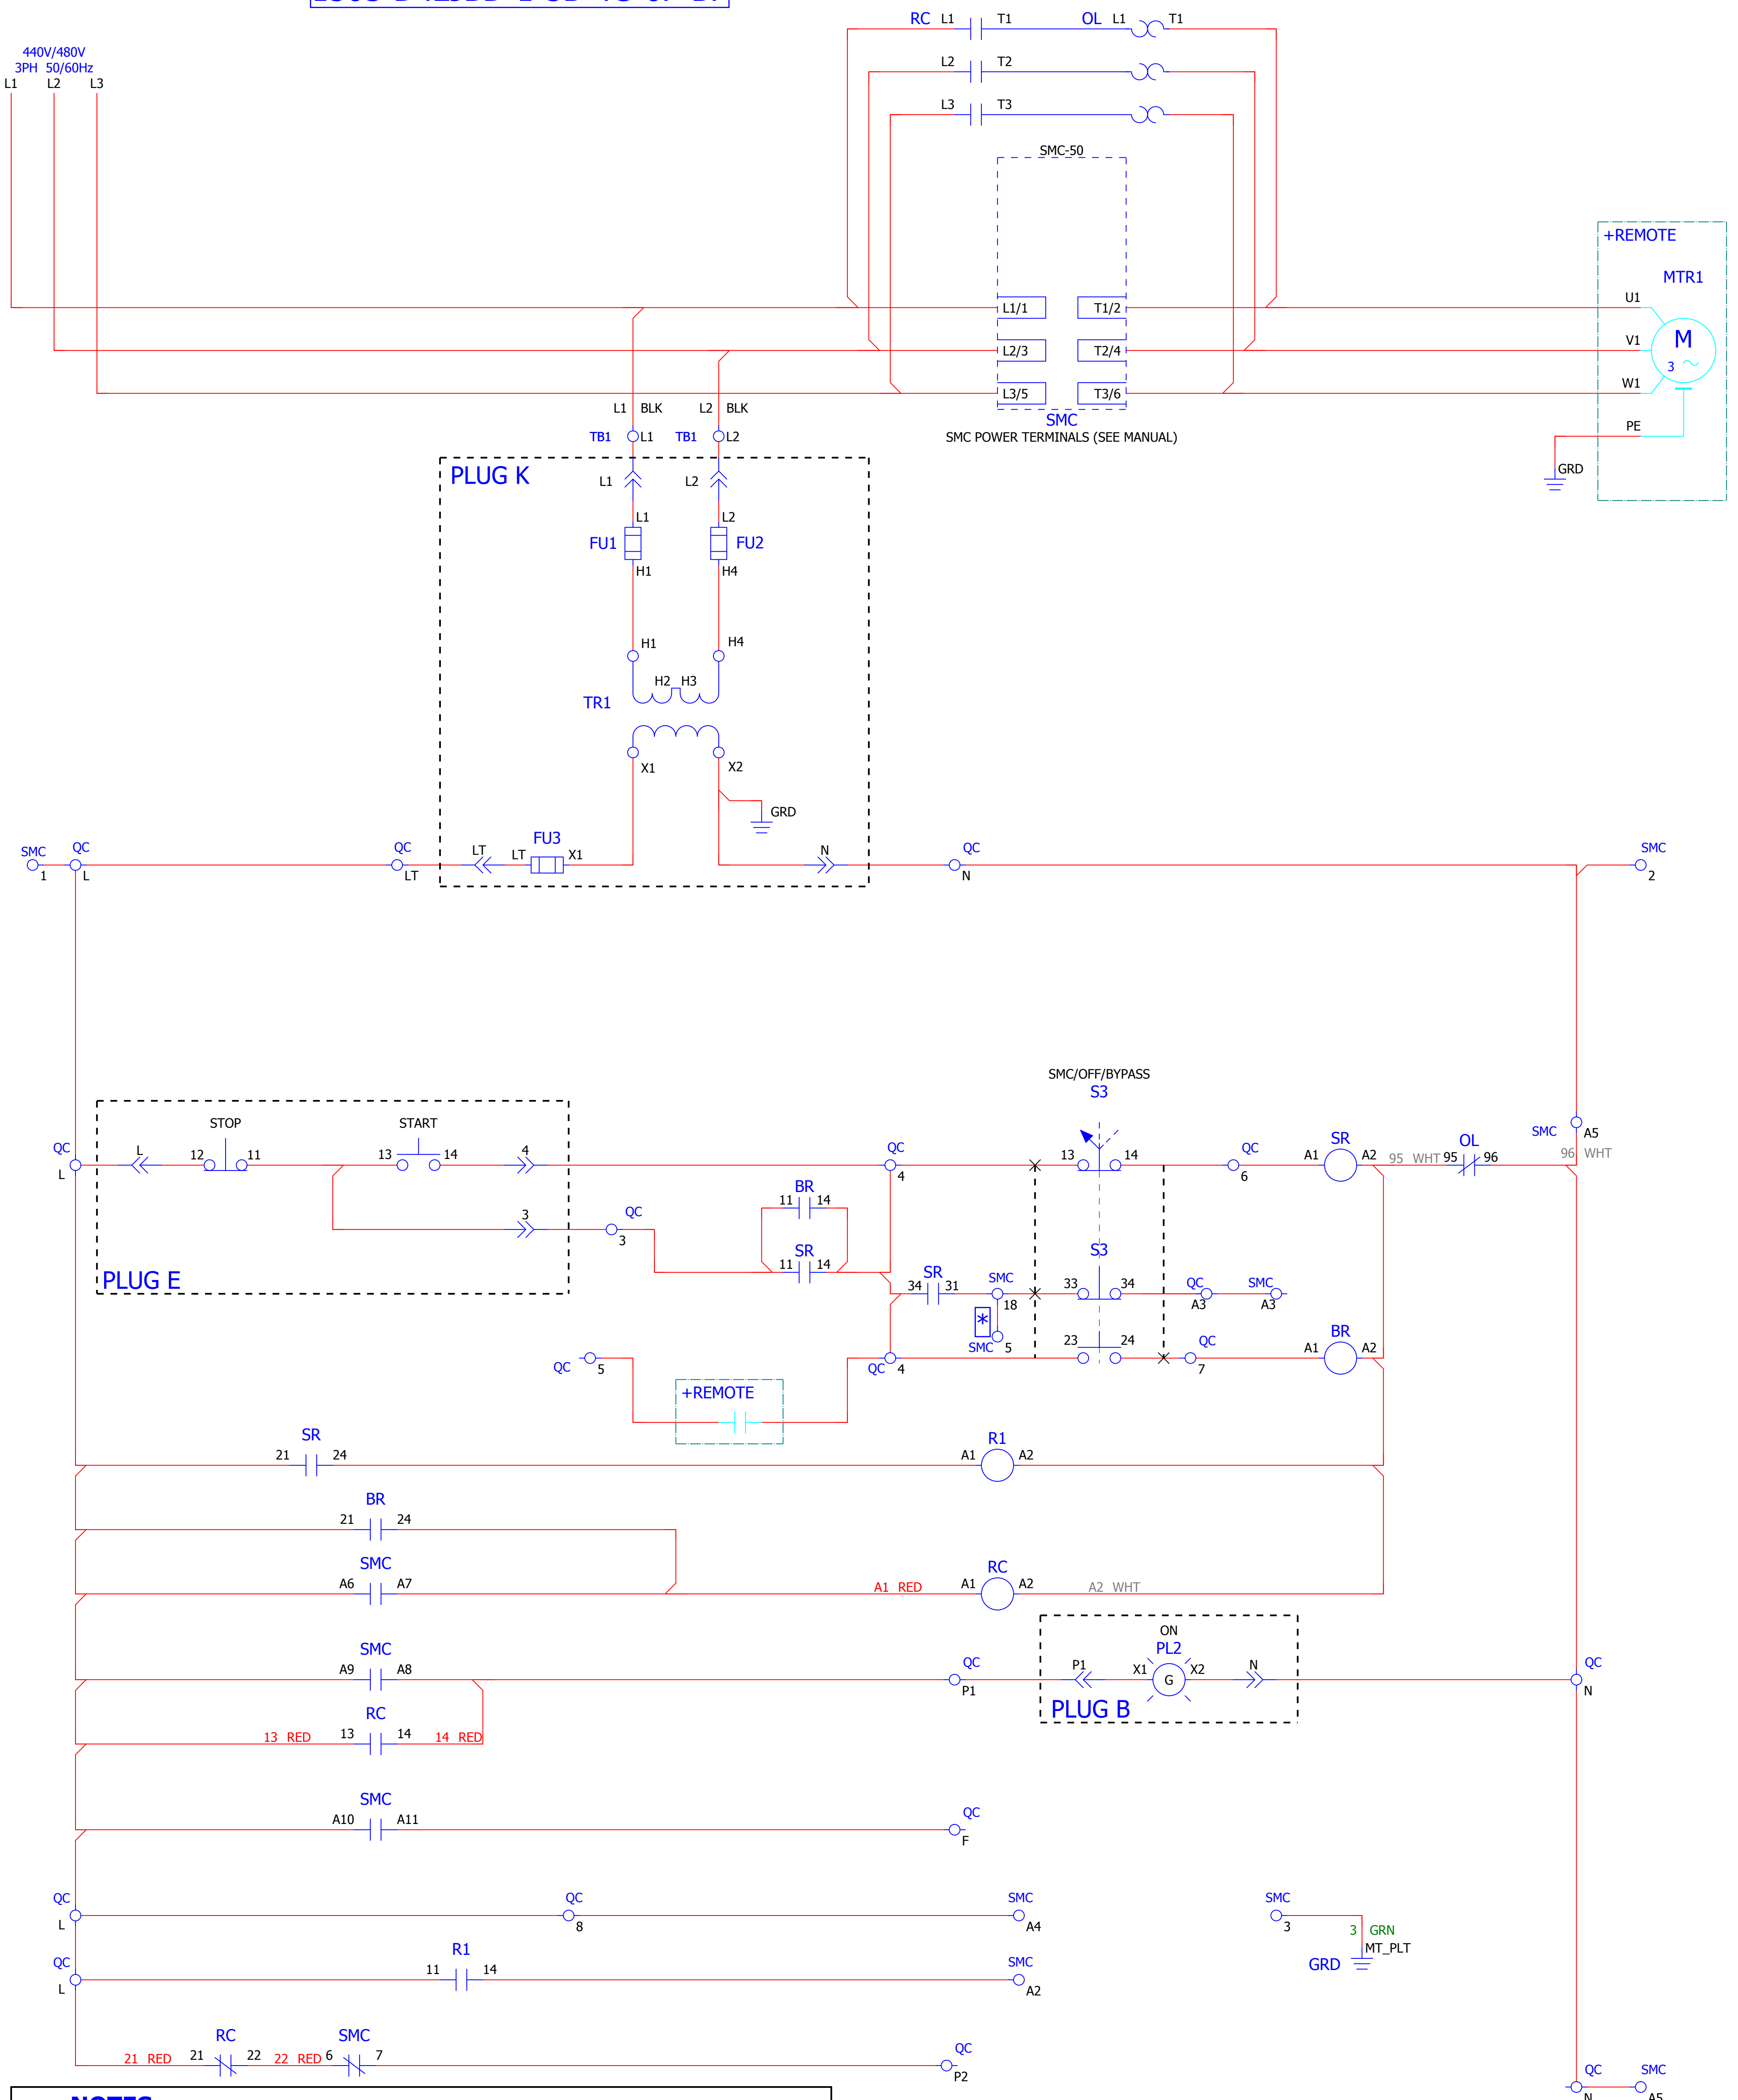 RC L1 T1 OL L1 T1
440V/480V
3PH 50/60Hz
L1 L2 L3
L2 T2
L3 T3
SMC-50
+REMOTE
MTR1
L1/1 T1/2 U1
L2/3 T2/4 V1 M
3
L3/5 T3/6 W1
L1 BLK L2 BLK
SMC
PE
TB1 L1 TB1 L2
SMC POWER TERMINALS (SEE MANUAL)
GRD
PLUG K
L1 L2
L1 L2
FU1 FU2
H1 H4
H1 H4
H2 H3
TR1
X1 X2
GRD
FU3
SMC QC QC LT LT X1 N QC SMC
1 L LT N 2
SMC/OFF/BYPASS
S3
STOP START
SMC A5
QC L 12 11 13 14 4 QC 13 14 QC SR OL
L 4 6 A1 A2 95 WHT 95 96 96 WHT
BR
11 14
3 QC
3
SR
11 14
S3
PLUG E
SR SMC
34 31 33 34 QC SMC
18 A3 A3
*
SMC 5 23 24 QC BR
QC 5 QC 4 7 A1 A2
+REMOTE
SR R1
21 24 A1 A2
BR
21 24
SMC RC
A6 A7 A1 RED A1 A2 A2 WHT
ON
SMC PL2
A9 A8 QC P1 X1 X2 N QC
P1 G N
RC PLUG B
13 RED 13 14 14 RED
SMC
A10 A11 QC
F
QC QC SMC SMC
L 8 A4 3
3 GRN
MT_PLT
GRD
QC R1 SMC
L 11 14 A2
RC SMC
21 RED 21 22 22 RED 6 7 QC
P2
QC SMC
N A5
NOTES